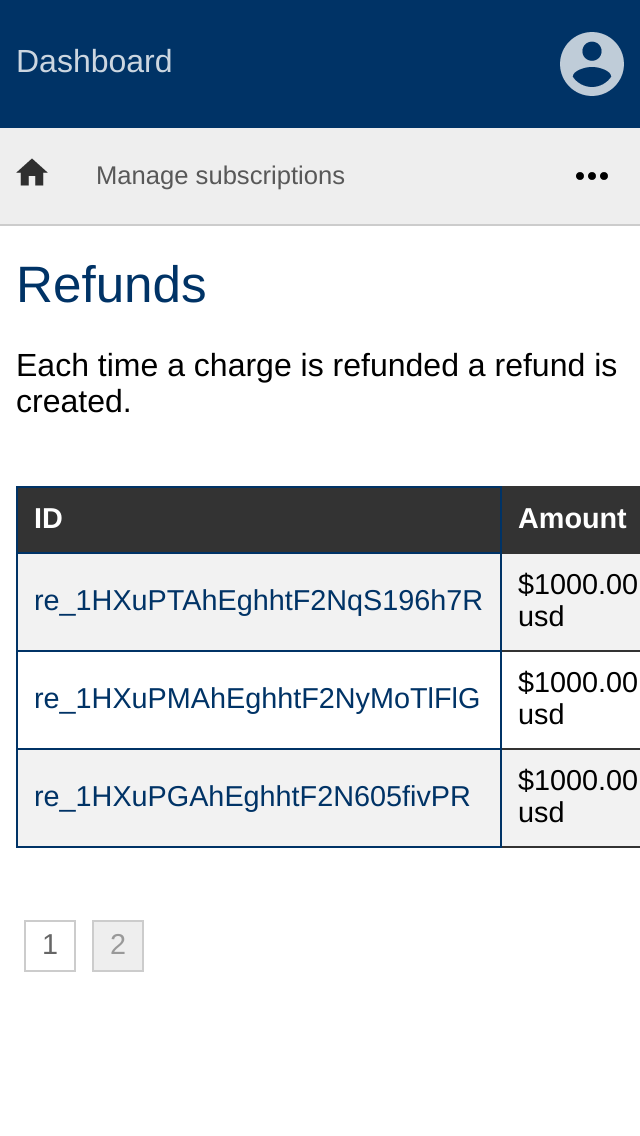 Dashboard
Manage subscriptions
Refunds
Each time a charge is refunded a refund is
created.
ID Amount
re_1HXuPTAhEghhtF2NqS196h7R $1000.00
usd
re_1HXuPMAhEghhtF2NyMoTlFlG $1000.00
usd
re_1HXuPGAhEghhtF2N605fivPR $1000.00
usd
1 2